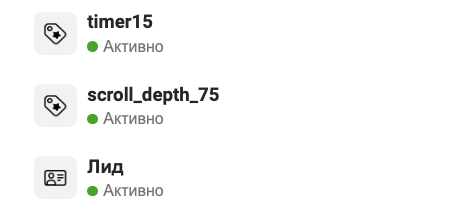 timer15
Активно
scroll_depth_75
Активно
Лид
Активно